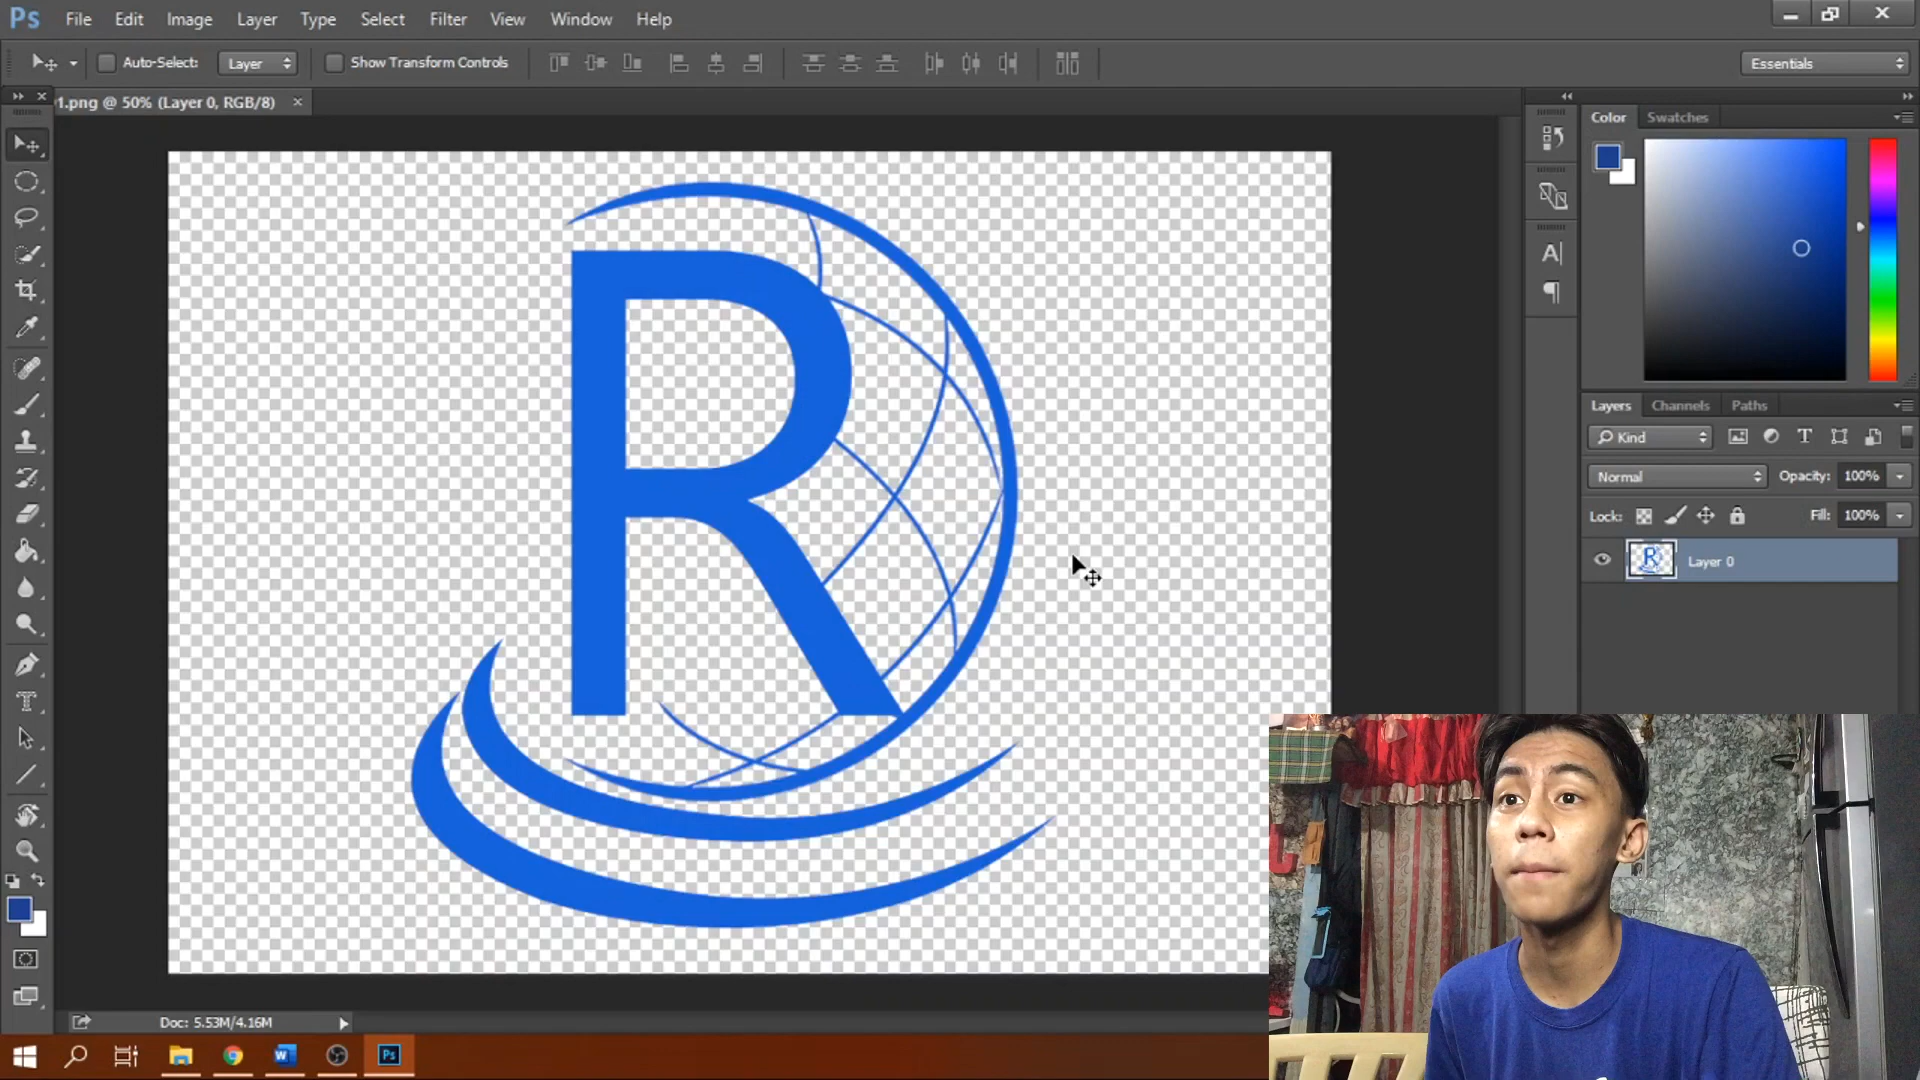 Ps File Edit Image Layer Type Select Filter View Window Help
Auto-Select: Layer Show Transform Controls Essentials
1.png @ 50% (Layer 0, RGB/8) ×
Color Swatches
R
Layers Channels Paths
Kind
Normal Opacity: 100%
Lock: Fill: 100%
Layer 0
Doc: 5.53M/4.16M
W Ps